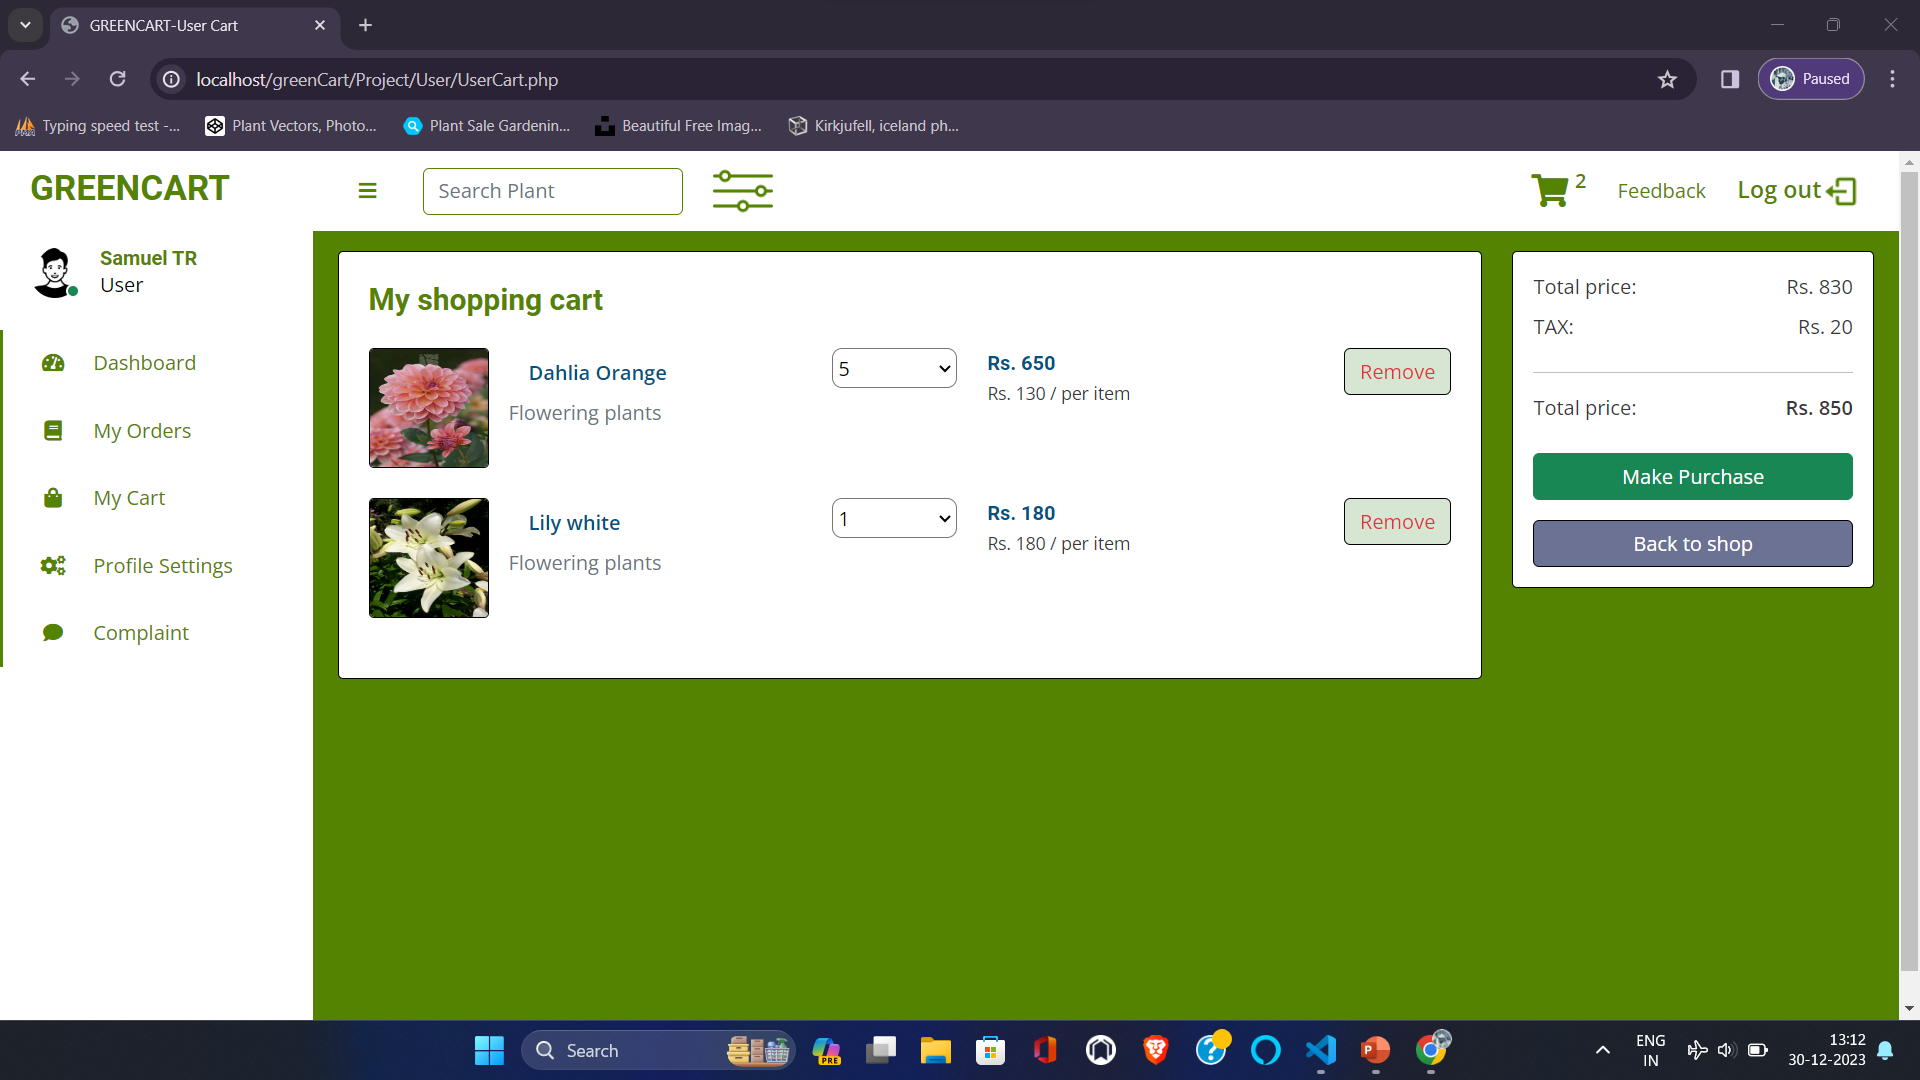 GREENCART-User Cart
localhost/greenCart/Project/User/UserCart.php
Paused
Typing speed test -...
Plant Vectors, Photo...
Plant Sale Gardenin...
Beautiful Free Imag...
Kirkjufell, iceland ph...
GREENCART
Search Plant
2
Feedback
Log out
Samuel TR
User
Dashboard
My Orders
My Cart
Profile Settings
Complaint
My shopping cart
Dahlia Orange
Flowering plants
5
Rs. 650
Rs. 130 / per item
Remove
Lily white
Flowering plants
1
Rs. 180
Rs. 180 / per item
Remove
Total price: Rs. 830
TAX: Rs. 20
Total price: Rs. 850
Make Purchase
Back to shop
Search
PRE
ENG
IN
13:12
30-12-2023